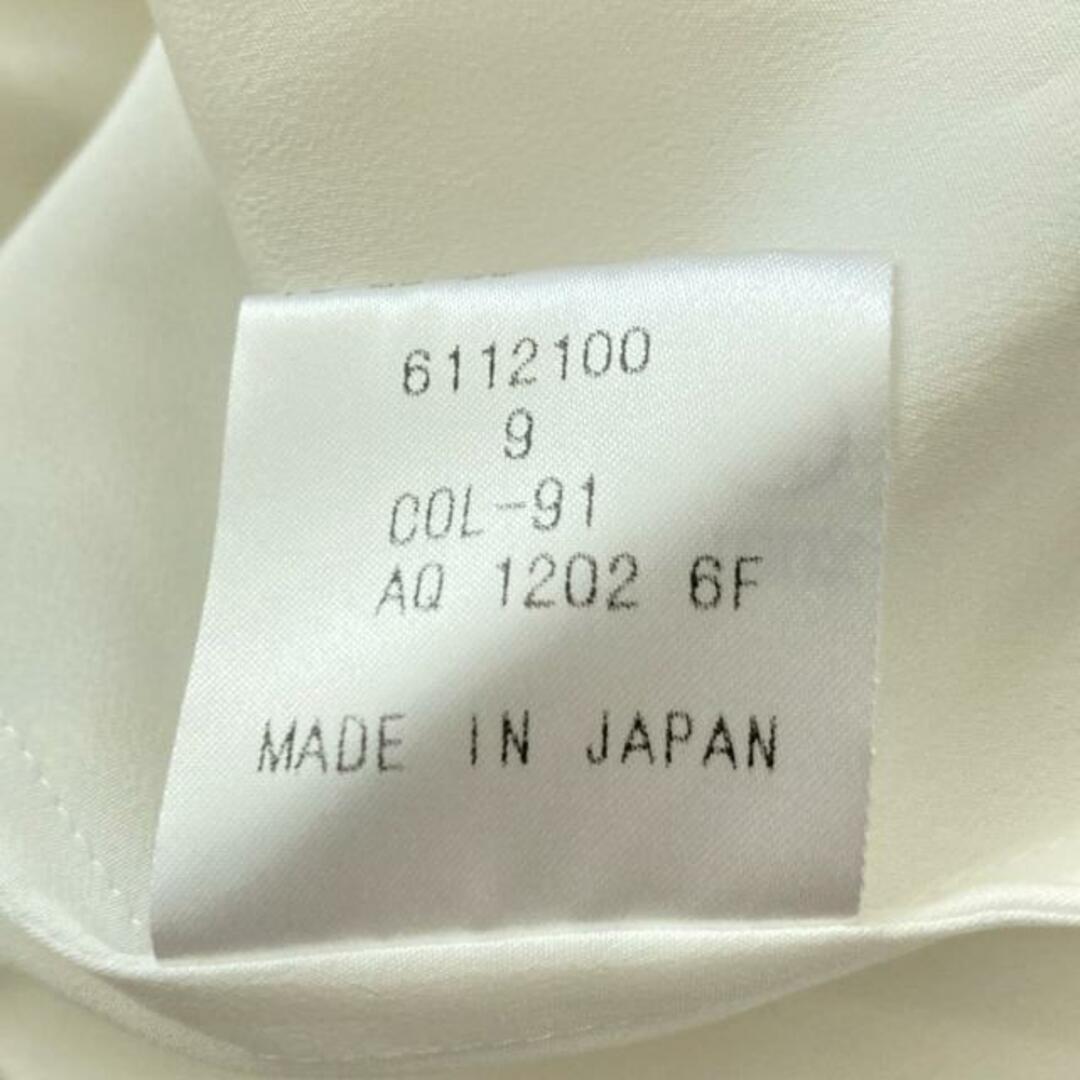 6112100
9
COL-91
AQ 1202 6F
MADE IN JAPAN